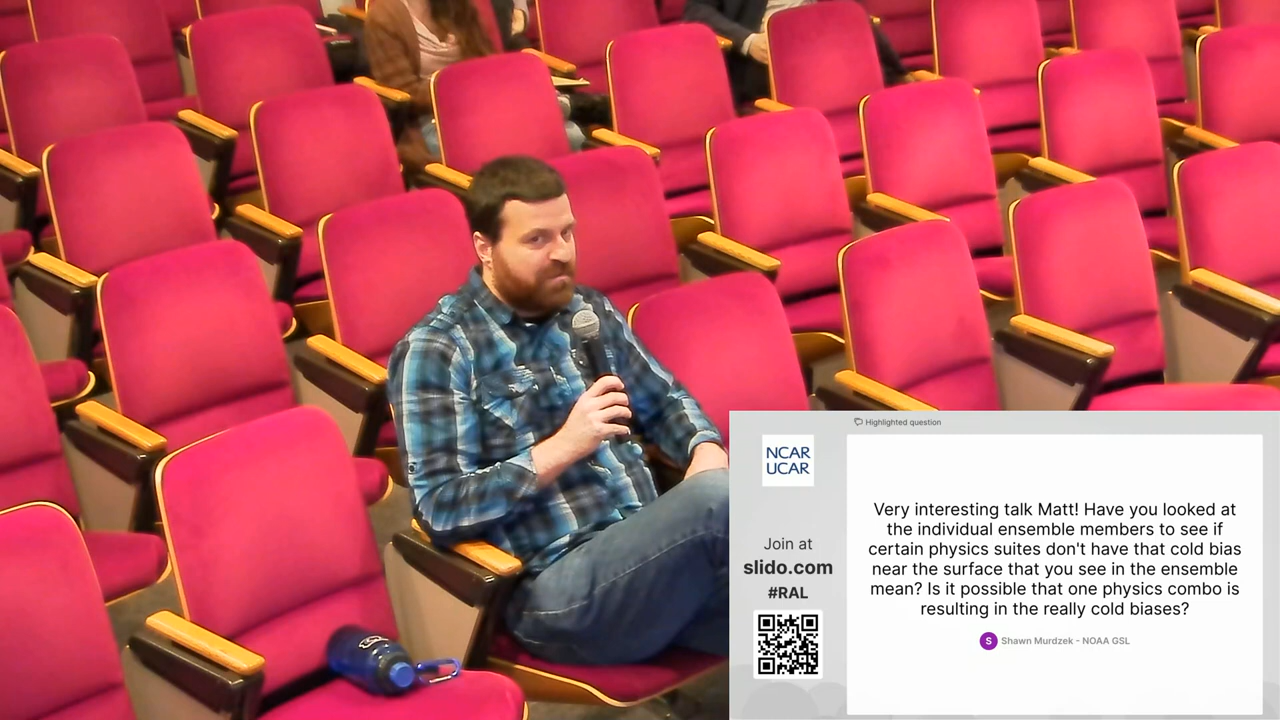 Highlighted question
NCAR
UCAR
Very interesting talk Matt! Have you looked at
the individual ensemble members to see if
certain physics suites don't have that cold bias
near the surface that you see in the ensemble
mean? Is it possible that one physics combo is
resulting in the really cold biases?
S Shawn Murdzek - NOAA GSL
Join at
slido.com
#RAL